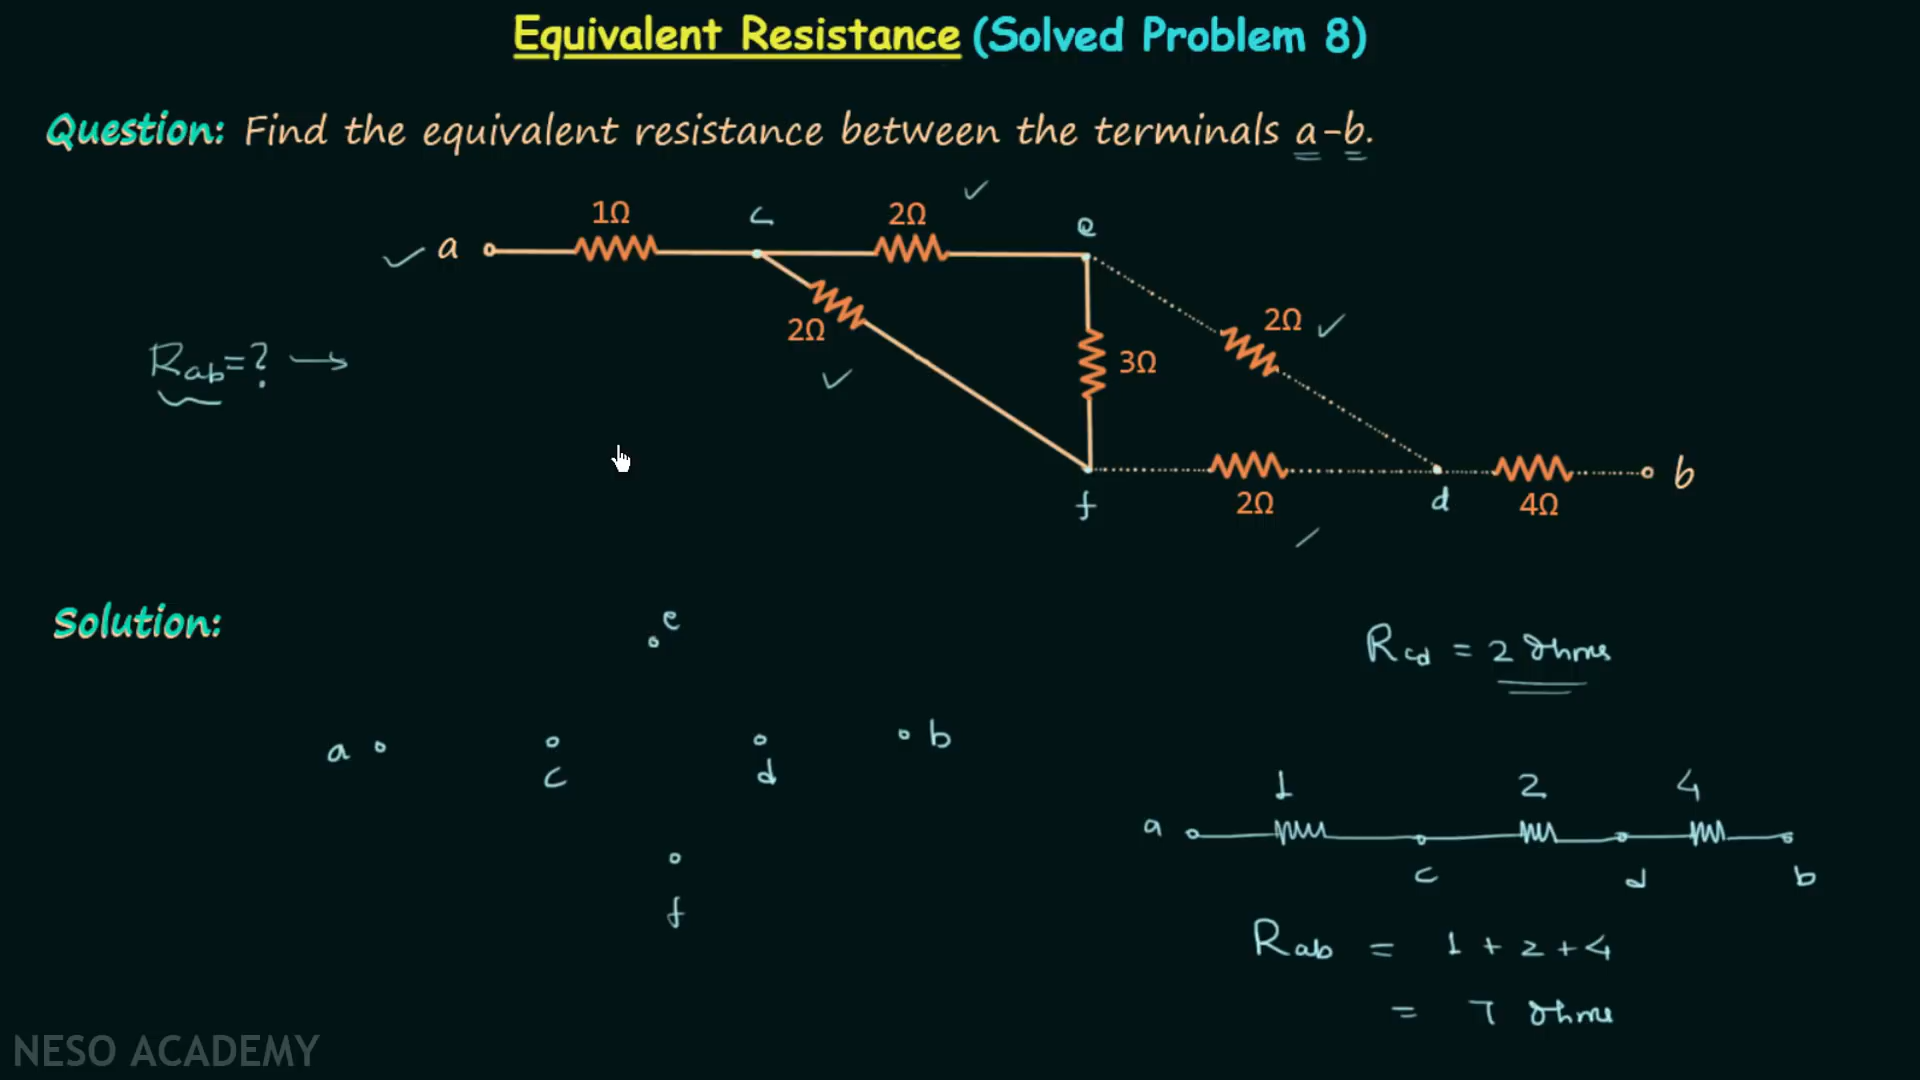 Equivalent Resistance (Solved Problem 8)
Question: Find the equivalent resistance between the terminals a-b.
1Ω
c
2Ω
e
a
2Ω
2Ω
3Ω
Rab=?
b
f
2Ω
d
4Ω
Solution:
e
Rcd = 2 ohms
a
c
d
b
f
1
2
4
a
c
d
b
Rab = 1 + 2 + 4
= 7 ohms
NESO ACADEMY